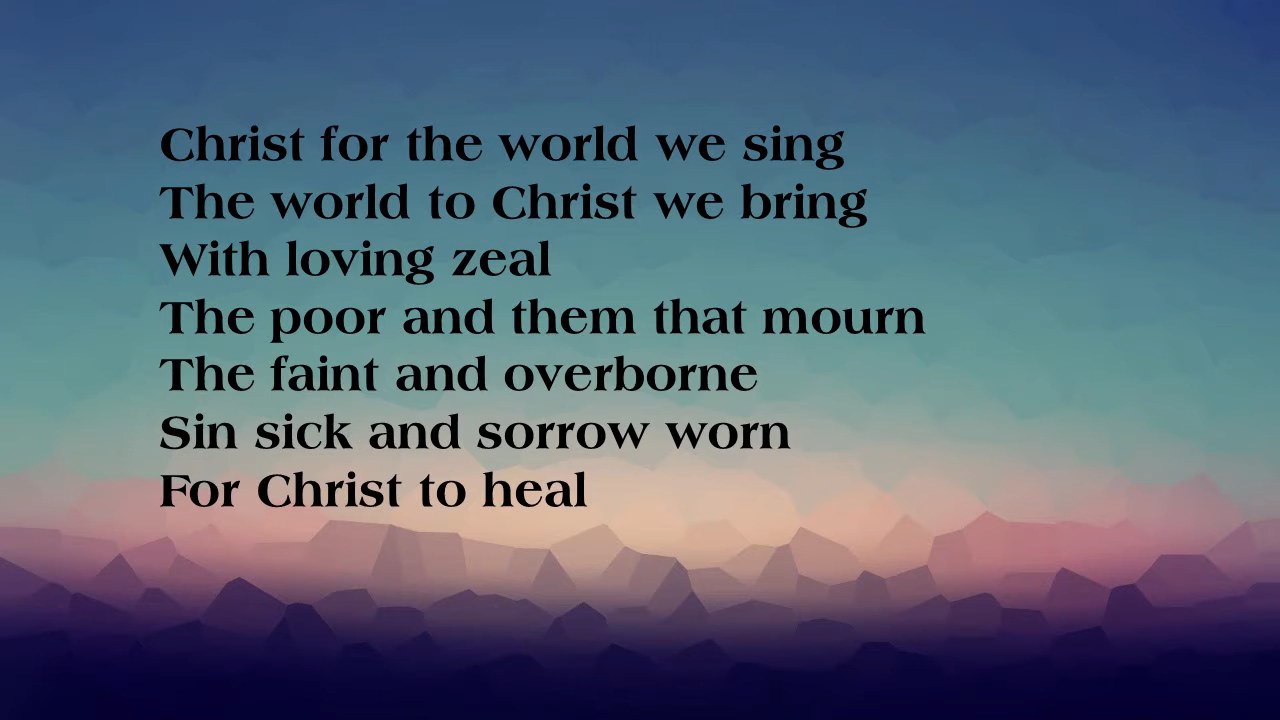 Christ for the world we sing
The world to Christ we bring
With loving zeal
The poor and them that mourn
The faint and overborne
Sin sick and sorrow worn
For Christ to heal